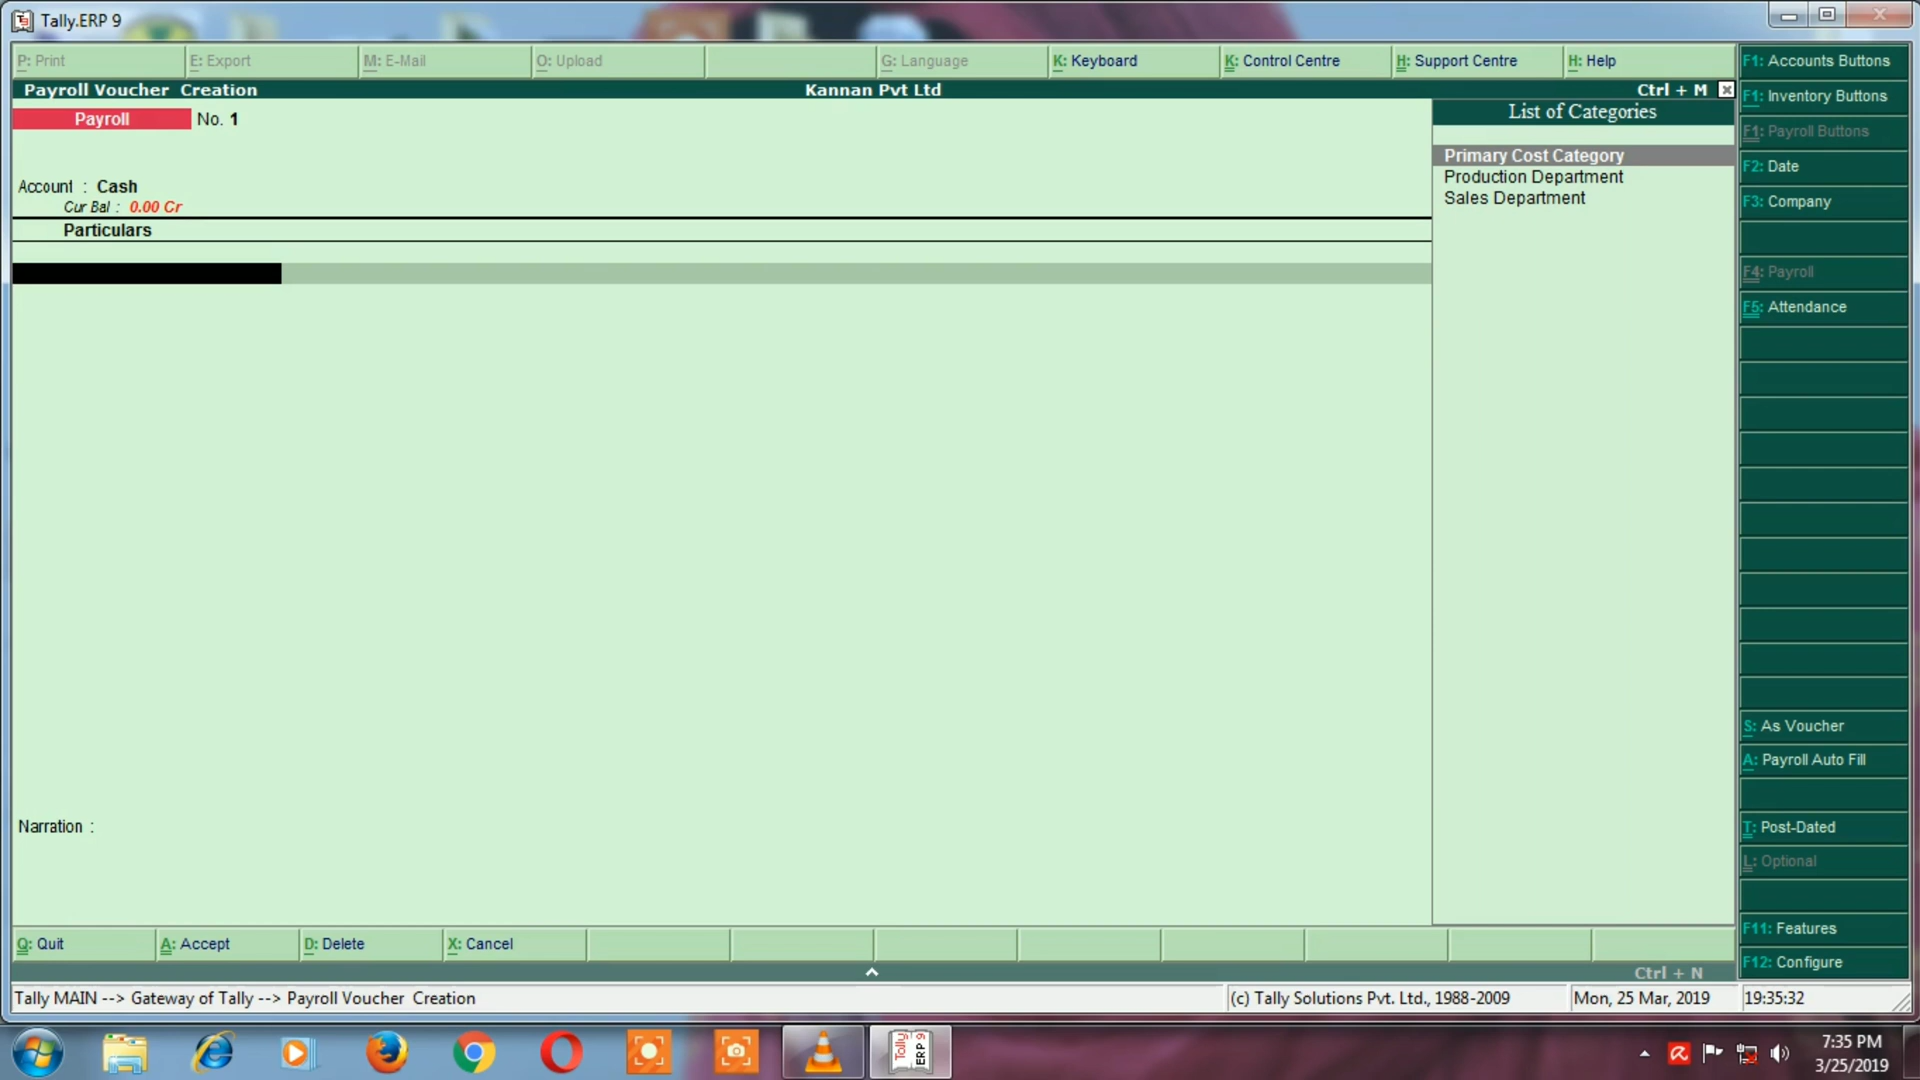 Tally.ERP 9
P: Print
E: Export
M: E-Mail
O: Upload
G: Language
K: Keyboard
K: Control Centre
H: Support Centre
H: Help
Payroll Voucher Creation
Kannan Pvt Ltd
Ctrl + M
Payroll No. 1
Account : Cash
Cur Bal : 0.00 Cr
Particulars
Narration :
List of Categories
Primary Cost Category
Production Department
Sales Department
F1: Accounts Buttons
F1: Inventory Buttons
F1: Payroll Buttons
F2: Date
F3: Company
F4: Payroll
F5: Attendance
S: As Voucher
A: Payroll Auto Fill
T: Post-Dated
L: Optional
F11: Features
F12: Configure
Q: Quit
A: Accept
D: Delete
X: Cancel
Ctrl + N
Tally MAIN --> Gateway of Tally --> Payroll Voucher Creation
(c) Tally Solutions Pvt. Ltd., 1988-2009
Mon, 25 Mar, 2019
19:35:32
Tally
ERP 9
7:35 PM
3/25/2019